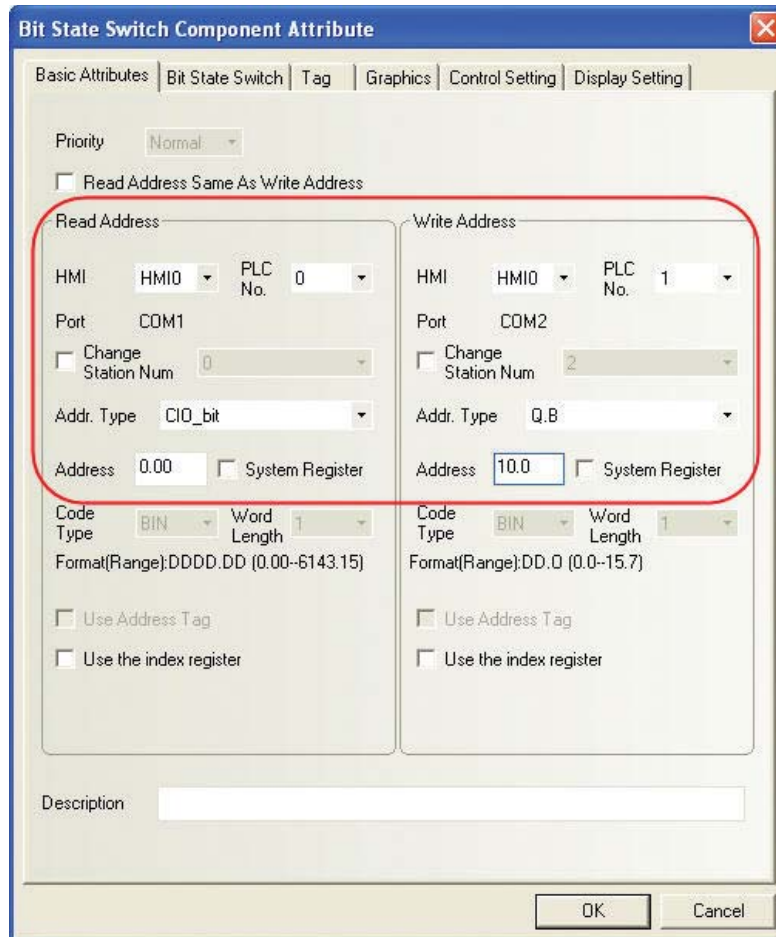 Bit State Switch Component Attribute
Basic Attributes Bit State Switch Tag Graphics Control Setting Display Setting
Priority Normal
Read Address Same As Write Address
Read Address
HMI HMI0 PLC No. 0
Port COM1
Change Station Num 0
Addr. Type CIO_bit
Address 0.00 System Register
Code Type BIN Word Length 1
Format(Range):DDDD.DD (0.00--6143.15)
Use Address Tag
Use the index register
Write Address
HMI HMI0 PLC No. 1
Port COM2
Change Station Num 2
Addr. Type Q.B
Address 10.0 System Register
Code Type BIN Word Length 1
Format(Range):DD.O (0.0--15.7)
Use Address Tag
Use the index register
Description
OK Cancel